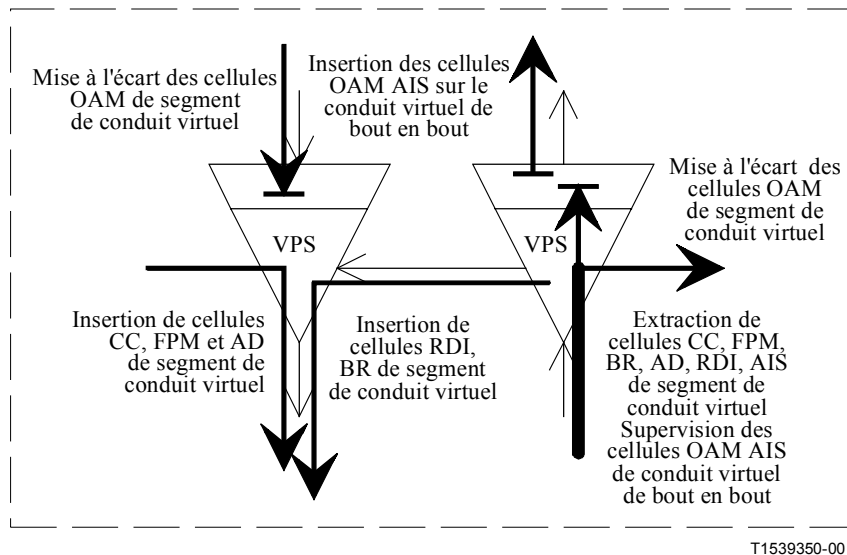 Mise à l'écart des cellules
OAM de segment
de conduit virtuel
Insertion des cellules
OAM AIS sur le
conduit virtuel de
bout en bout
Mise à l'écart des
cellules OAM
de segment de
conduit virtuel
VPS
VPS
Insertion de cellules
CC, FPM et AD
de segment de
conduit virtuel
Insertion de
cellules RDI,
BR de segment
de conduit virtuel
Extraction de
cellules CC, FPM,
BR, AD, RDI, AIS
de segment de
conduit virtuel
Supervision des
cellules OAM AIS
de conduit virtuel
de bout en bout
T1539350-00